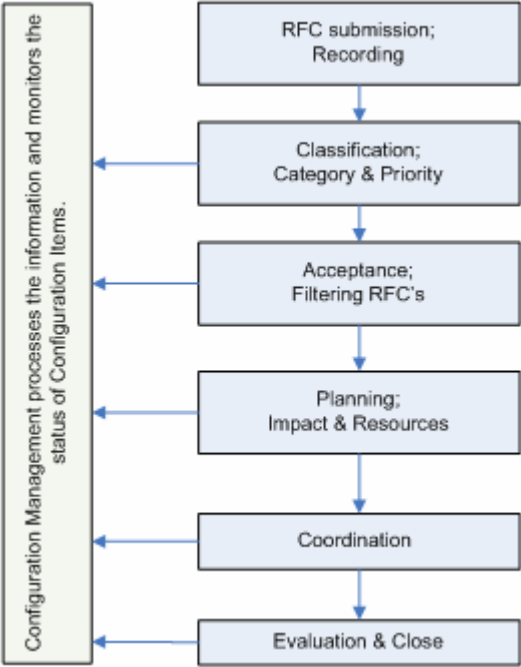 Configuration Management processes the information and monitors the
status of Configuration Items.
RFC submission;
Recording
Classification;
Category & Priority
Acceptance;
Filtering RFC's
Planning;
Impact & Resources
Coordination
Evaluation & Close